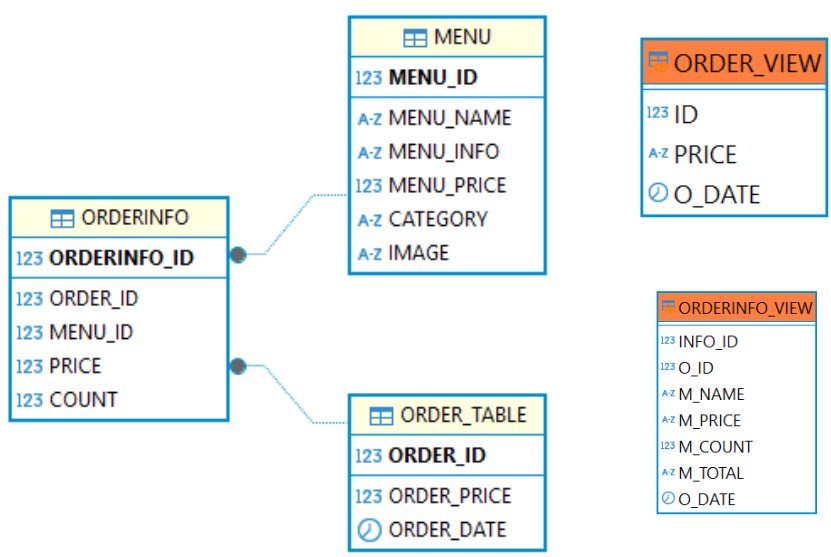 MENU
123 MENU_ID
A-Z MENU_NAME
A-Z MENU_INFO
123 MENU_PRICE
A-Z CATEGORY
A-Z IMAGE
ORDER_VIEW
123 ID
A-Z PRICE
O_DATE
ORDERINFO
123 ORDERINFO_ID
123 ORDER_ID
123 MENU_ID
123 PRICE
123 COUNT
ORDERINFO_VIEW
123 INFO_ID
123 O_ID
A-Z M_NAME
A-Z M_PRICE
123 M_COUNT
A-Z M_TOTAL
O_DATE
ORDER_TABLE
123 ORDER_ID
123 ORDER_PRICE
ORDER_DATE